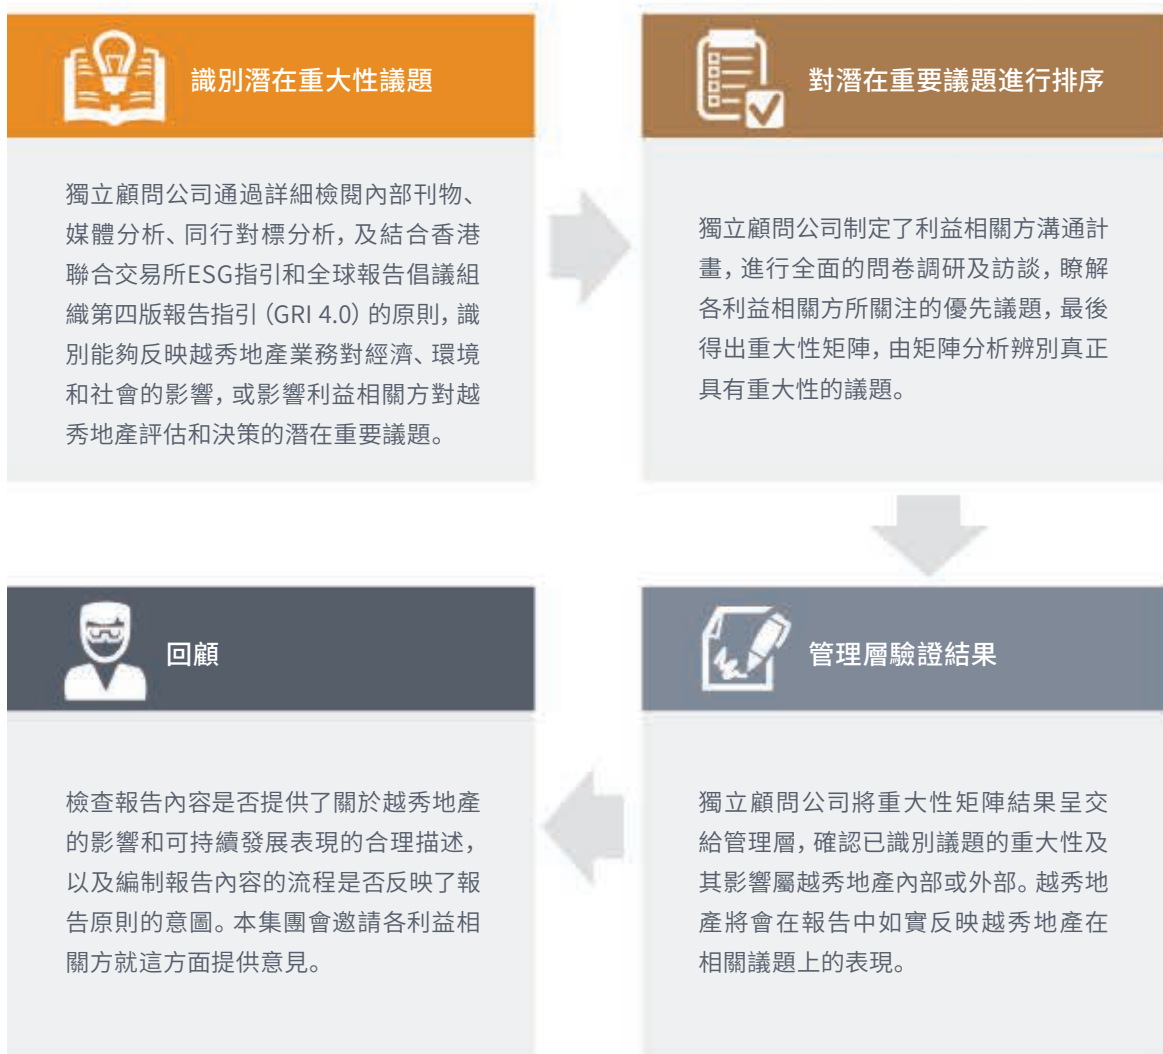 識別潛在重大性議題
獨立顧問公司通過詳細檢閱內部刊物、
媒體分析、同行對標分析，及結合香港
聯合交易所ESG指引和全球報告倡議組
織第四版報告指引（GRI 4.0）的原則，識
別能夠反映越秀地產業務對經濟、環境
和社會的影響，或影響利益相關方對越
秀地產評估和決策的潛在重要議題。
對潛在重要議題進行排序
獨立顧問公司制定了利益相關方溝通計
畫，進行全面的問卷調研及訪談，瞭解
各利益相關方所關注的優先議題，最後
得出重大性矩陣，由矩陣分析辨別真正
具有重大性的議題。
管理層驗證結果
獨立顧問公司將重大性矩陣結果呈交
給管理層，確認已識別議題的重大性及
其影響屬越秀地產內部或外部。越秀地
產將會在報告中如實反映越秀地產在
相關議題上的表現。
回顧
檢查報告內容是否提供了關於越秀地產
的影響和可持續發展表現的合理描述，
以及編制報告內容的流程是否反映了報
告原則的意圖。本集團會邀請各利益相
關方就這方面提供意見。